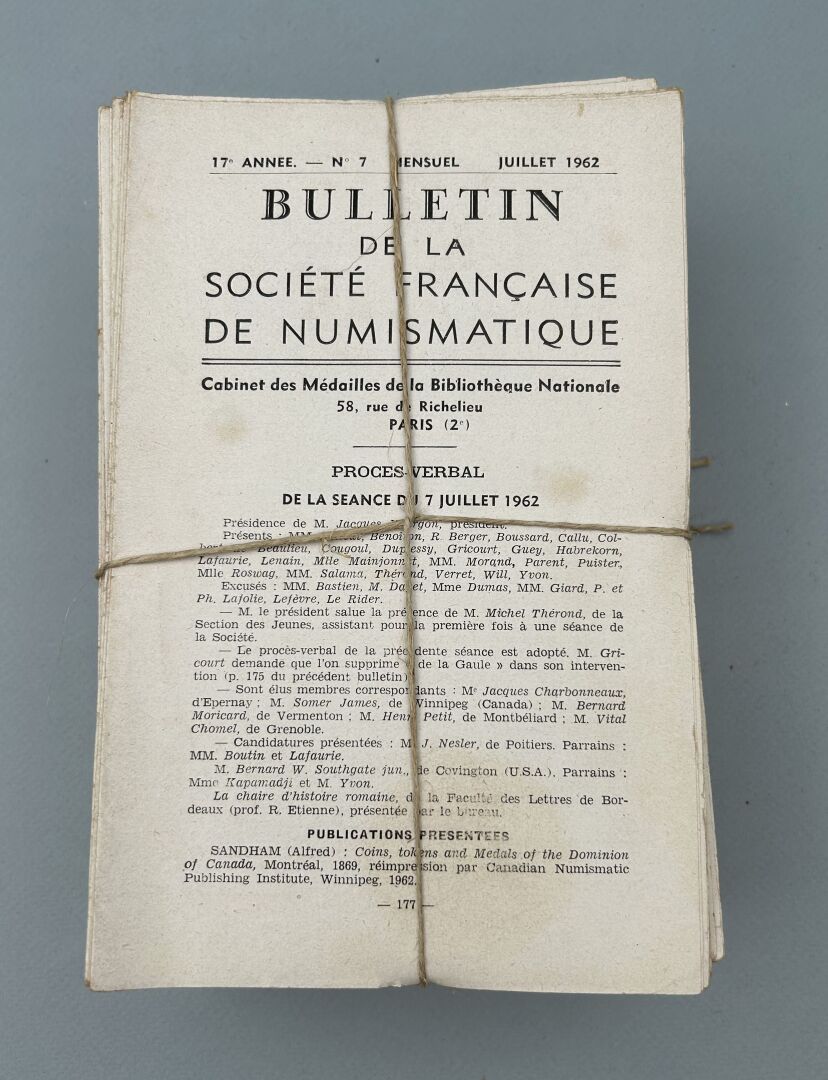 17e ANNEE. — No 7 MENSUEL JUILLET 1962
BULLETIN
DE LA
SOCIÉTÉ FRANÇAISE
DE NUMISMATIQUE
Cabinet des Médailles de la Bibliothèque Nationale
58, rue de Richelieu
PARIS (2e)
PROCES-VERBAL
DE LA SEANCE DU 7 JUILLET 1962
Présidence de M. Jacques président.
Présents : MM. R. Berger, Boussard, Callu, Col-
Beaulieu, Cougoul, Duplessy, Gricourt, Guey, Habrekorn,
Lafaurie, Lenain, Mlle Mainjonnet, MM. Morand, Parent, Puister,
Mlle Roswag, MM. Salama, Thérond, Verret, Will, Yvon.
Excusés : MM. Bastien, M. Mme Dumas, MM. Giard, P. et
Ph. Lafolie, Lefèvre, Le Rider.
— M. le président salue la présence de M. Michel Thérond, de la
Section des Jeunes, assistant pour la première fois à une séance de
la Société.
— Le procès-verbal de la précédente séance est adopté. M. Gri-
court demande que l'on supprime « de la Gaule » dans son interven-
tion (p. 175 du précédent bulletin)
— Sont élus membres correspondants : Me Jacques Charbonneaux,
d'Epernay ; M. Somer James, de Winnipeg (Canada) ; M. Bernard
Moricard, de Vermenton ; M. Henri Petit, de Montbéliard ; M. Vital
Chomel, de Grenoble.
— Candidatures présentées : M. J. Nesler, de Poitiers. Parrains :
MM. Boutin et Lafaurie.
M. Bernard W. Southgate jun., de Covington (U.S.A.). Parrains :
Mme Kapamadji et M. Yvon.
La chaire d'histoire romaine, de la Faculté des Lettres de Bor-
deaux (prof. R. Etienne), présentée par le bureau.
PUBLICATIONS PRESENTEES
SANDHAM (Alfred) : Coins, tokens and Medals of the Dominion
of Canada, Montréal, 1869, réimpression par Canadian Numismatic
Publishing Institute, Winnipeg, 1962.
— 177 —